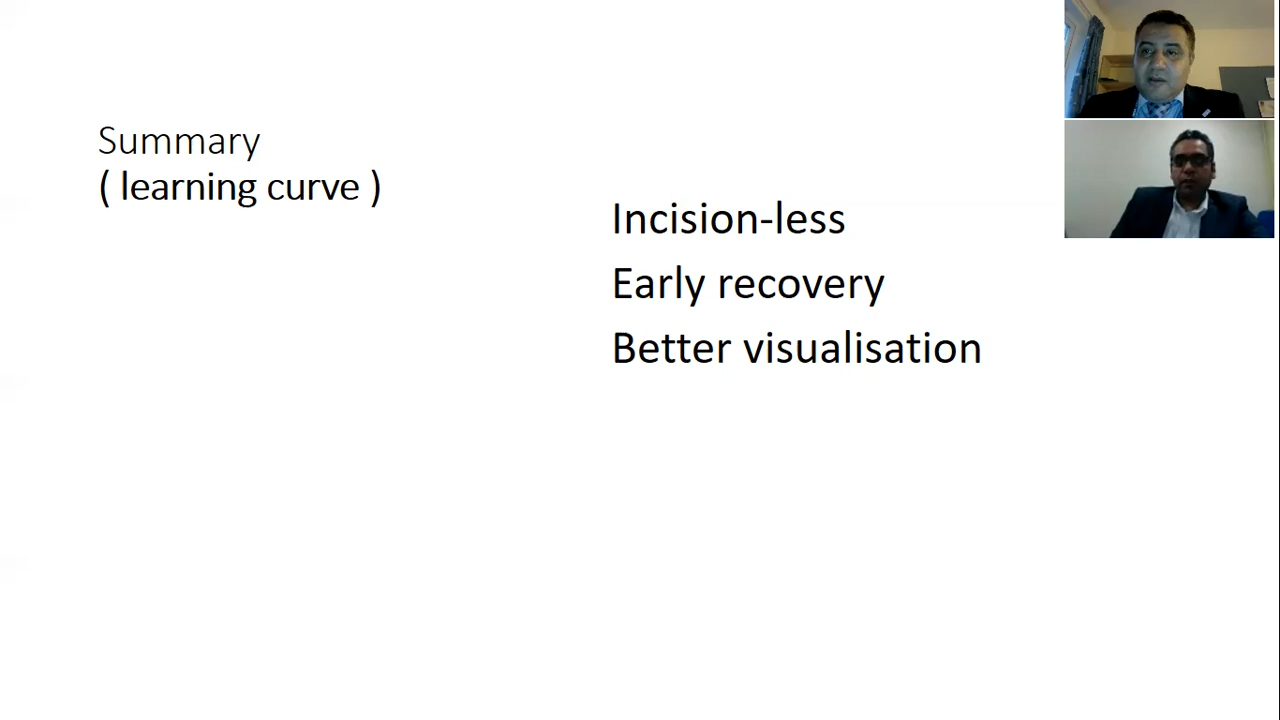 Summary
( learning curve )
Incision-less
Early recovery
Better visualisation